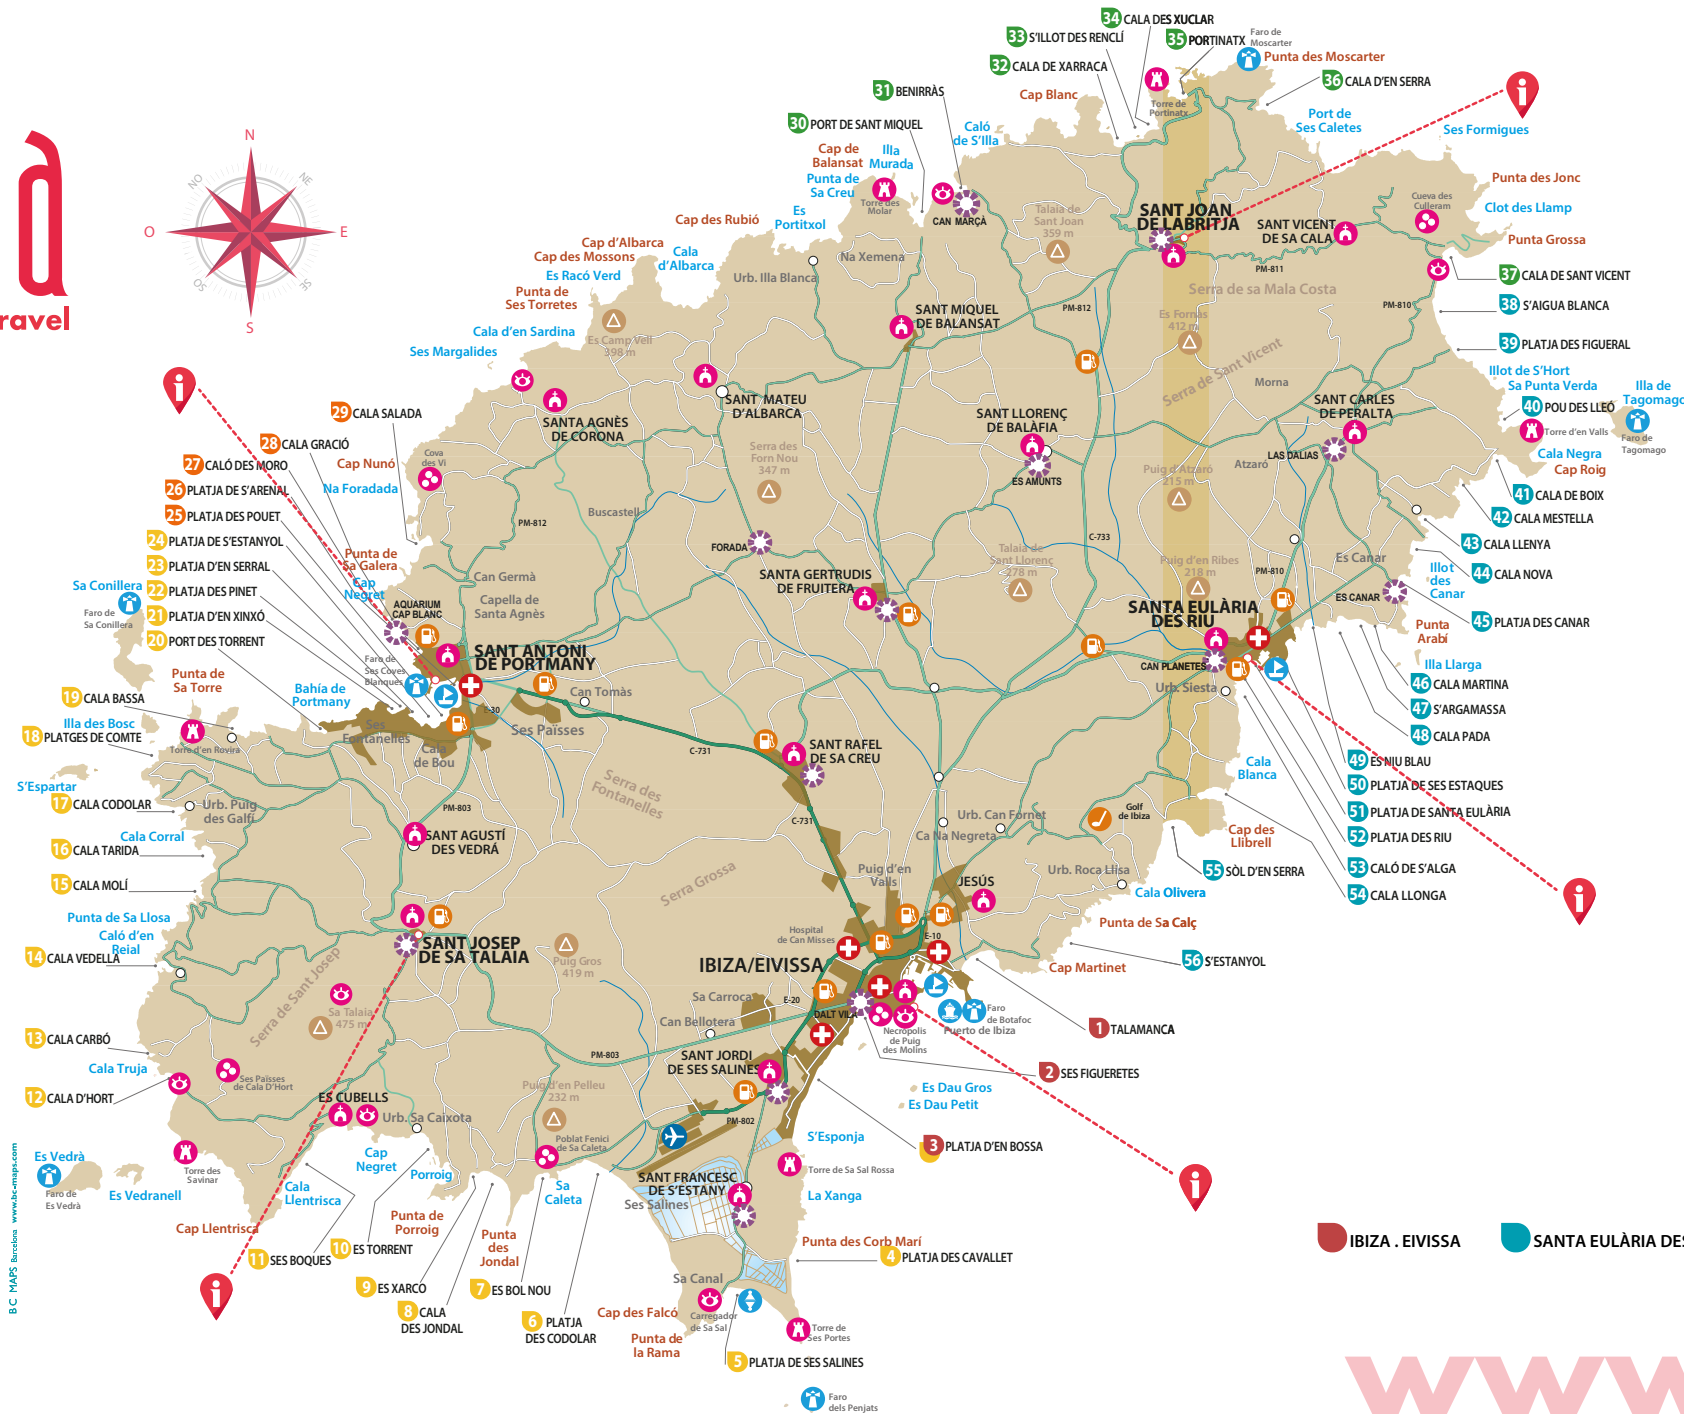 a
ravel
N
NE
E
SE
S
SO
O
NO
34 CALA DES XUCLAR
33 S'ILLOT DES RENCLÍ
35 PORTINATX
Faro de
Moscarter
Punta des Moscarter
32 CALA DE XARRACA
36 CALA D'EN SERRA
31 BENIRRÀS
Cap Blanc
Torre de
Portinatx
Port de
Ses Caletes
Ses Formigues
30 PORT DE SANT MIQUEL
Caló
de S'Illa
Cap de
Balansat
Illa
Murada
Punta de
Sa Creu
Torre des
Molar
Es
Portitxol
Cap des Rubió
CAN MARÇÀ
Talaia de
Sant Joan
359 m
SANT JOAN
DE LABRITJA
SANT VICENT
DE SA CALA
Cueva des
Culleram
Punta des Jonc
Clot des Llamp
Punta Grossa
PM-811
37 CALA DE SANT VICENT
38 S'AIGUA BLANCA
39 PLATJA DES FIGUERAL
PM-810
Serra de sa Mala Costa
Es Fornàs
412 m
PM-812
Serra de Sant Vicent
Morna
Cap d'Albarca
Cap des Mossons
Es Racó Verd
Cala
d'Albarca
Punta de
Ses Torretes
Urb. Illa Blanca
Na Xemena
SANT MIQUEL
DE BALANSAT
Cala d'en Sardina
Ses Margalides
Es Camp Vell
398 m
Illot de S'Hort
Sa Punta Verda
Illa de
Tagomago
40 POU DES LLEÓ
Torre d'en Valls
Faro de
Tagomago
Cala Negra
Cap Roig
41 CALA DE BOIX
42 CALA MESTELLA
43 CALA LLENYA
44 CALA NOVA
45 PLATJA DES CANAR
SANT CARLES
DE PERALTA
LAS DALIAS
Atzaró
Puig d'Atzaró
215 m
SANT LLORENÇ
DE BALÀFIA
ES AMUNTS
SANT MATEU
D'ALBARCA
SANTA AGNÈS
DE CORONA
Serra des
Forn Nou
347 m
29 CALA SALADA
28 CALA GRACIÓ
27 CALÓ DES MORO
26 PLATJA DE S'ARENAL
25 PLATJA DES POUET
24 PLATJA DE S'ESTANYOL
23 PLATJA D'EN SERRAL
22 PLATJA DES PINET
21 PLATJA D'EN XINXÓ
20 PORT DES TORRENT
Cova
des Vi
Cap Nunó
Na Foradada
PM-812
Buscastell
FORADA
C-733
Talaia de
Sant Llorenç
278 m
Puig d'en Ribes
218 m
PM-810
Es Canar
ES CANAR
Illot
des
Canar
Punta
Arabí
Illa Llarga
Punta de
Sa Galera
Cap
Negret
Sa Conillera
Faro de
Sa Conillera
AQUARIUM
CAP BLANC
Can Germà
Capella de
Santa Agnès
SANTA GERTRUDIS
DE FRUITERA
SANTA EULÀRIA
DES RIU
CAN PLANETES
Urb. Siesta
46 CALA MARTINA
47 S'ARGAMASSA
48 CALA PADA
49 ES NIU BLAU
50 PLATJA DE SES ESTAQUES
51 PLATJA DE SANTA EULÀRIA
52 PLATJA DES RIU
53 CALÓ DE S'ALGA
54 CALA LLONGA
55 SÒL D'EN SERRA
56 S'ESTANYOL
Cala
Blanca
Cap des
Llibrell
Faro de
Ses Coves
Blanques
SANT ANTONI
DE PORTMANY
Punta de
Sa Torre
Bahía de
Portmany
19 CALA BASSA
Illa des Bosc
18 PLATGES DE COMTE
Torre d'en Rovira
Ses
Fontanelles
Cala
de Bou
E-30
Can Tomàs
Ses Països
C-731
SANT RAFEL
DE SA CREU
S'Espartar
17 CALA CODOLAR
Urb. Puig
des Galfí
Cala Corral
16 CALA TARIDA
15 CALA MOLÍ
PM-803
SANT AGUSTÍ
DES VEDRÁ
Serra des
Fontanelles
Serra Grossa
C-731
Urb. Can Fornet
Ca Na Negreta
Golf
de Ibiza
Puig d'en
Valls
JESÚS
Urb. Roca Llisa
Cala Olivera
Punta de Sa Calç
Cap Martinet
Punta de Sa Llosa
Caló d'en
Reial
14 CALA VEDELLA
SANT JOSEP
DE SA TALAIA
Puig Gros
419 m
Serra de Sant Josep
Sa Talaia
475 m
Hospital
de Can Misses
IBIZA/EIVISSA
E-10
E-20
Sa Carroca
Can Bellotera
DALT VILA
Necròpolis
de Puig
des Molins
Faro
de Botafoc
Puerto de Ibiza
1 TALAMANCA
2 SES FIGUERETES
3 PLATJA D'EN BOSSA
Es Dau Gros
Es Dau Petit
13 CALA CARBÓ
Cala Truja
12 CALA D'HORT
Ses Països
de Cala D'Hort
PM-803
SANT JORDI
DE SES SALINES
Puig d'en Pelleu
232 m
ES CUBELLS
Urb. Sa Caixota
Poblat Fenici
de Sa Caleta
PM-802
Es Vedrà
Faro de
Es Vedrà
Es Vedranell
Torre des
Savinar
Cap Llentrisca
Cala
Llentrisca
Cap
Negret
Porroig
Punta de
Porroig
Punta
des
Jondal
Sa
Caleta
SANT FRANCESC
DE S'ESTANY
Ses Salines
S'Esponja
Torre de Sa Sal Rossa
La Xanga
Punta des Corb Marí
4 PLATJA DES CAVALLET
11 SES BOQUES
10 ES TORRENT
9 ES XARCO
8 CALA
DES JONDAL
7 ES BOL NOU
6 PLATJA
DES CODOLAR
Sa Canal
Cap des Falcó
Carregador
de Sa Sal
Punta de
la Rama
Torre de
Ses Portes
5 PLATJA DE SES SALINES
Faro
dels Penjats
IBIZA . EIVISSA
SANTA EULÀRIA DES
BC MAPS Barcelona www.bc-maps.com
www